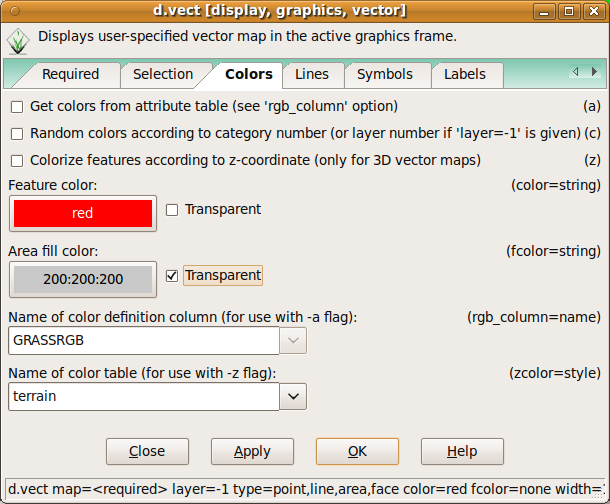 d.vect [display, graphics, vector]
Displays user-specified vector map in the active graphics frame.
Required Selection Colors Lines Symbols Labels
Get colors from attribute table (see 'rgb_column' option) (a)
Random colors according to category number (or layer number if 'layer=-1' is given) (c)
Colorize features according to z-coordinate (only for 3D vector maps) (z)
Feature color: (color=string)
red Transparent
Area fill color: (fcolor=string)
200:200:200 Transparent
Name of color definition column (for use with -a flag): (rgb_column=name)
GRASSRGB
Name of color table (for use with -z flag): (zcolor=style)
terrain
Close Apply OK Help
d.vect map=<required> layer=-1 type=point,line,area,face color=red fcolor=none width=